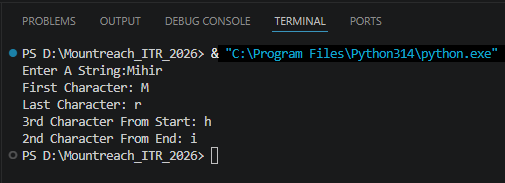 PROBLEMS OUTPUT DEBUG CONSOLE TERMINAL PORTS
PS D:\Mountreach_ITR_2026> & "C:\Program Files\Python314\python.exe"
Enter A String:Mihir
First Character: M
Last Character: r
3rd Character From Start: h
2nd Character From End: i
PS D:\Mountreach_ITR_2026>